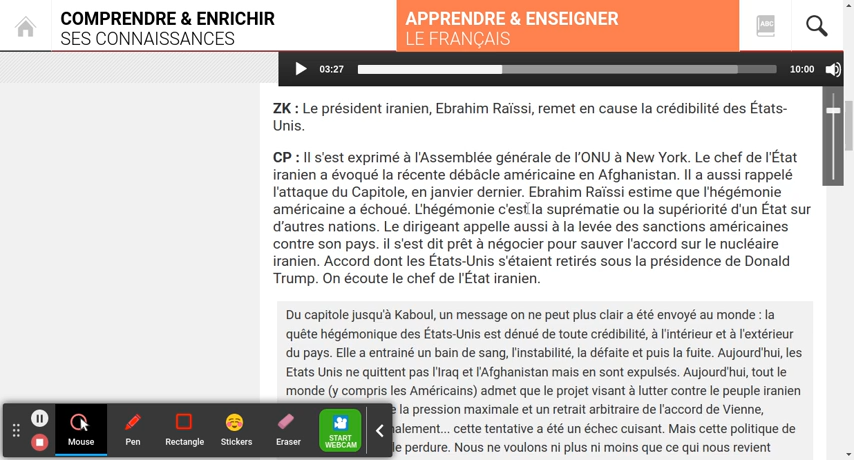 COMPRENDRE & ENRICHIR
SES CONNAISSANCES
APPRENDRE & ENSEIGNER
LE FRANÇAIS
ABC
03:27
10:00
ZK : Le président iranien, Ebrahim Raïssi, remet en cause la crédibilité des États-
Unis.
CP : Il s'est exprimé à l'Assemblée générale de l’ONU à New York. Le chef de l'État
iranien a évoqué la récente débâcle américaine en Afghanistan. Il a aussi rappelé
l'attaque du Capitole, en janvier dernier. Ebrahim Raïssi estime que l'hégémonie
américaine a échoué. L'hégémonie c'est la suprématie ou la supériorité d'un État sur
d’autres nations. Le dirigeant appelle aussi à la levée des sanctions américaines
contre son pays. il s'est dit prêt à négocier pour sauver l'accord sur le nucléaire
iranien. Accord dont les États-Unis s'étaient retirés sous la présidence de Donald
Trump. On écoute le chef de l'État iranien.
Du capitole jusqu'à Kaboul, un message on ne peut plus clair a été envoyé au monde : la
quête hégémonique des États-Unis est dénué de toute crédibilité, à l'intérieur et à l'extérieur
du pays. Elle a entrainé un bain de sang, l'instabilité, la défaite et puis la fuite. Aujourd'hui, les
Etats Unis ne quittent pas l'Iraq et l'Afghanistan mais en sont expulsés. Aujourd'hui, tout le
monde (y compris les Américains) admet que le projet visant à lutter contre le peuple iranien
la pression maximale et un retrait arbitraire de l'accord de Vienne,
cette tentative a été un échec cuisant. Mais cette politique de
le perdure. Nous ne voulons ni plus ni moins que ce qui nous revient
Mouse
Pen
Rectangle
Stickers
Eraser
START
WEBCAM